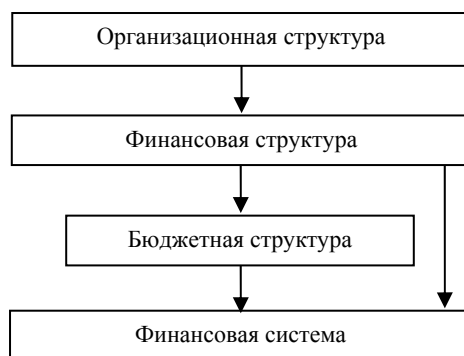 Организационная структура
Финансовая структура
Бюджетная структура
Финансовая система